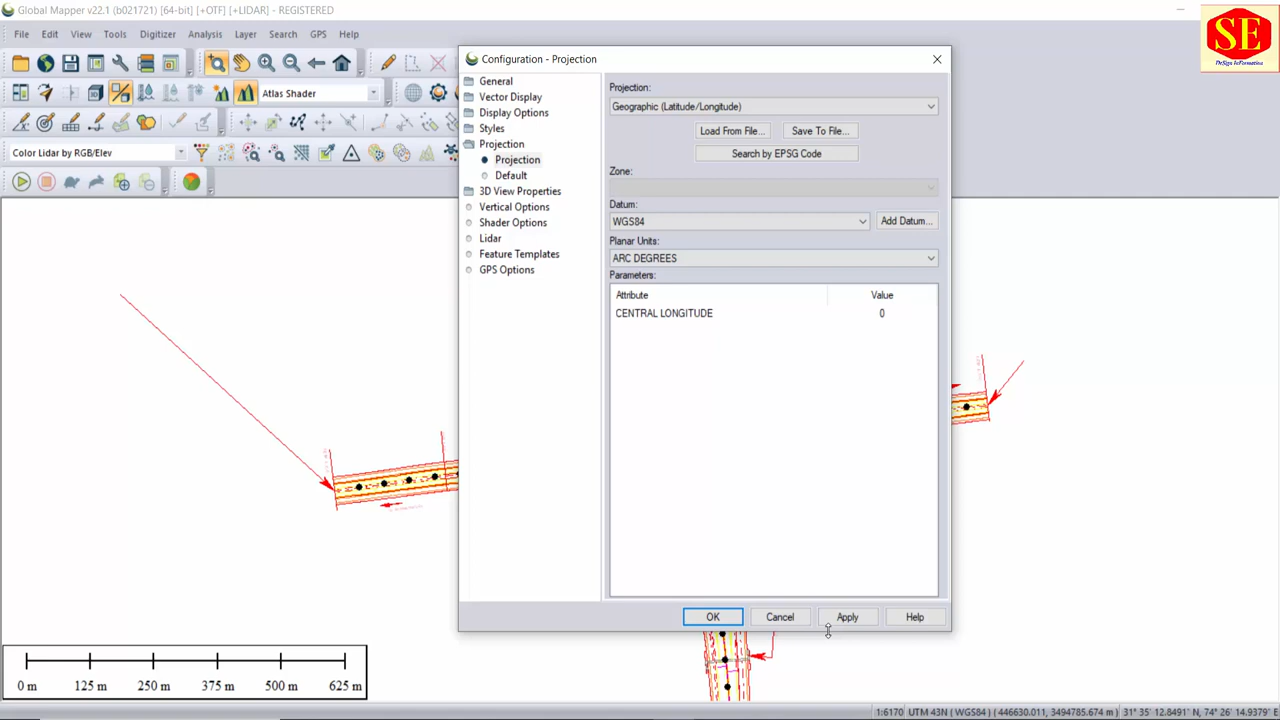 Global Mapper v22.1 (b021721) [64-bit] [+OTF] [+LIDAR] - REGISTERED
File Edit View Tools Digitizer Analysis Layer Search GPS Help
SE
Atlas Shader
Color Lidar by RGB/Elev
Configuration - Projection
General
Vector Display
Display Options
Styles
Projection
Projection
Default
3D View Properties
Vertical Options
Shader Options
Lidar
Feature Templates
GPS Options
Projection:
Geographic (Latitude/Longitude)
Load From File... Save To File...
Search by EPSG Code
Zone:
Datum:
WGS84 Add Datum...
Planar Units:
ARC DEGREES
Parameters:
Attribute Value
CENTRAL LONGITUDE 0
OK Cancel Apply Help
0 m 125 m 250 m 375 m 500 m 625 m
1:6170 UTM 43N ( WGS84 ) ( 446630.011, 3494785.674 m ) 31° 35' 12.8491" N, 74° 26' 14.9379" E